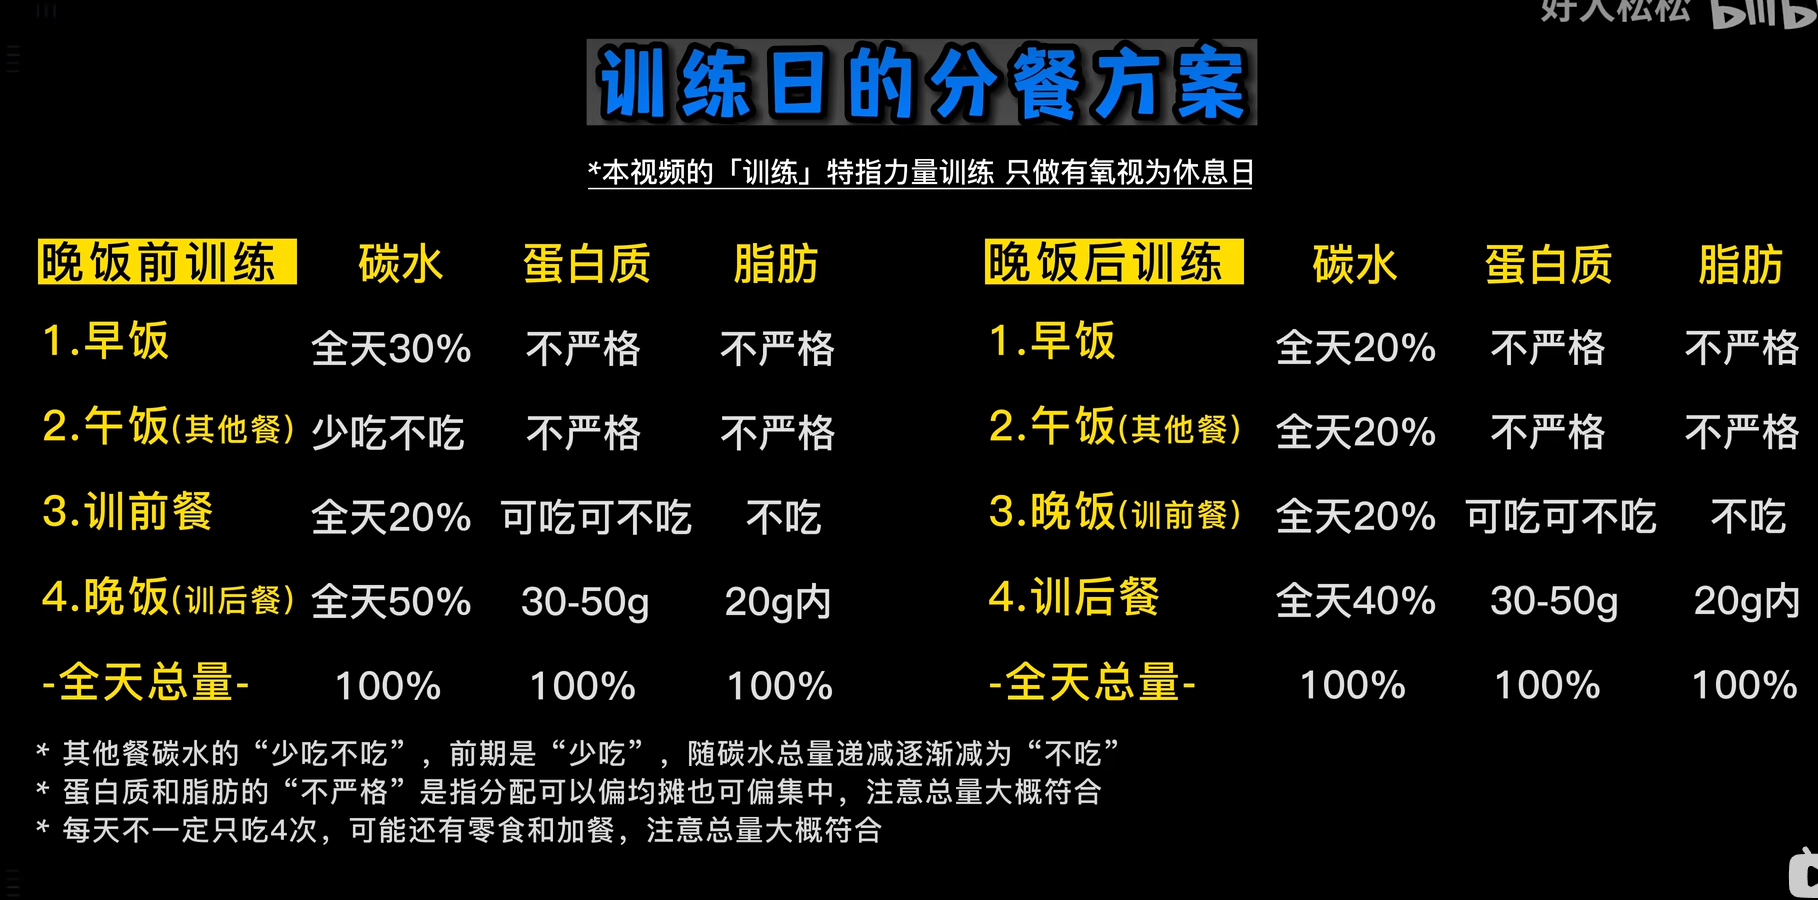 好人松松 bilib
训练日的分餐方案
*本视频的「训练」特指力量训练 只做有氧视为休息日
晚饭前训练 碳水 蛋白质 脂肪
1.早饭 全天30% 不严格 不严格
2.午饭(其他餐) 少吃不吃 不严格 不严格
3.训前餐 全天20% 可吃可不吃 不吃
4.晚饭(训后餐) 全天50% 30-50g 20g内
-全天总量- 100% 100% 100%
晚饭后训练 碳水 蛋白质 脂肪
1.早饭 全天20% 不严格 不严格
2.午饭(其他餐) 全天20% 不严格 不严格
3.晚饭(训前餐) 全天20% 可吃可不吃 不吃
4.训后餐 全天40% 30-50g 20g内
-全天总量- 100% 100% 100%
* 其他餐碳水的“少吃不吃”，前期是“少吃”，随碳水总量递减逐渐减为“不吃”
* 蛋白质和脂肪的“不严格”是指分配可以偏均摊也可偏集中，注意总量大概符合
* 每天不一定只吃4次，可能还有零食和加餐，注意总量大概符合